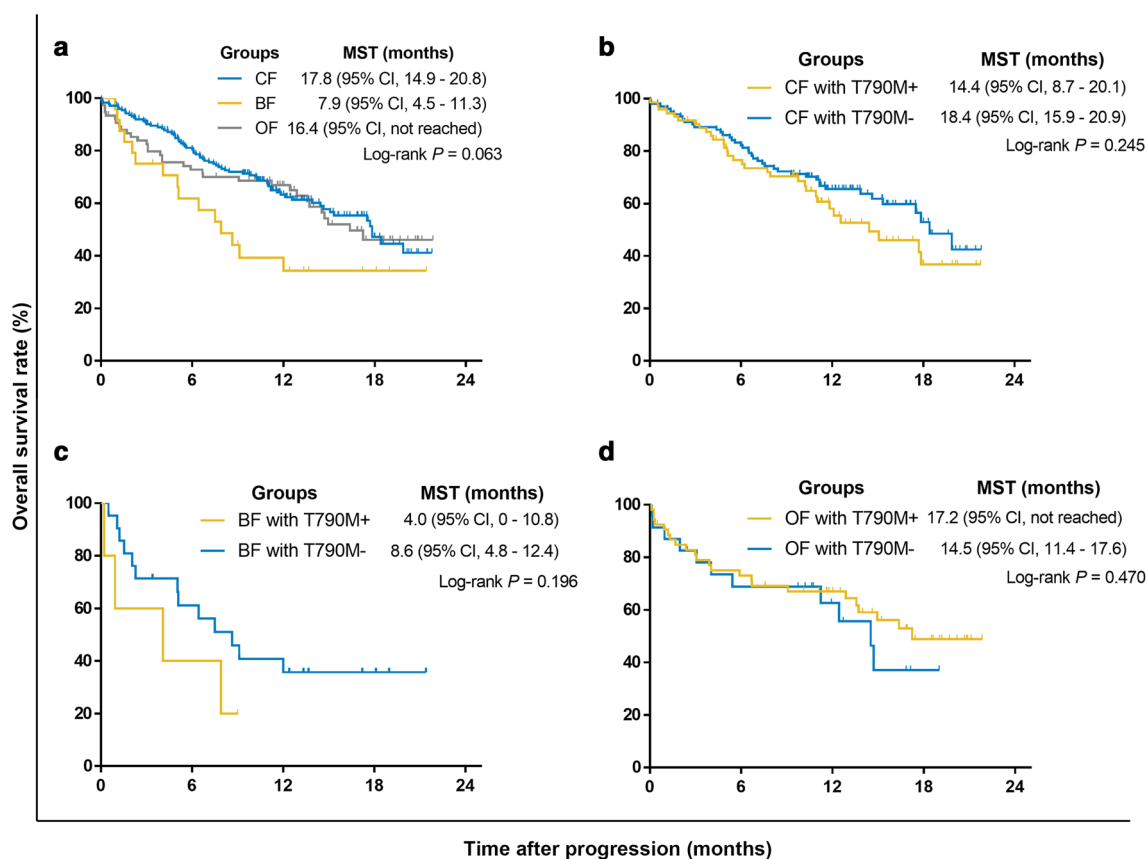 Overall survival rate (%)
a
Groups MST (months)
CF 17.8 (95% CI, 14.9 - 20.8)
BF 7.9 (95% CI, 4.5 - 11.3)
OF 16.4 (95% CI, not reached)
Log-rank P = 0.063
100
80
60
40
20
0
0 6 12 18 24
b
Groups MST (months)
CF with T790M+ 14.4 (95% CI, 8.7 - 20.1)
CF with T790M- 18.4 (95% CI, 15.9 - 20.9)
Log-rank P = 0.245
100
80
60
40
20
0
0 6 12 18 24
c
Groups MST (months)
BF with T790M+ 4.0 (95% CI, 0 - 10.8)
BF with T790M- 8.6 (95% CI, 4.8 - 12.4)
Log-rank P = 0.196
100
80
60
40
20
0
0 6 12 18 24
d
Groups MST (months)
OF with T790M+ 17.2 (95% CI, not reached)
OF with T790M- 14.5 (95% CI, 11.4 - 17.6)
Log-rank P = 0.470
100
80
60
40
20
0
0 6 12 18 24
Time after progression (months)